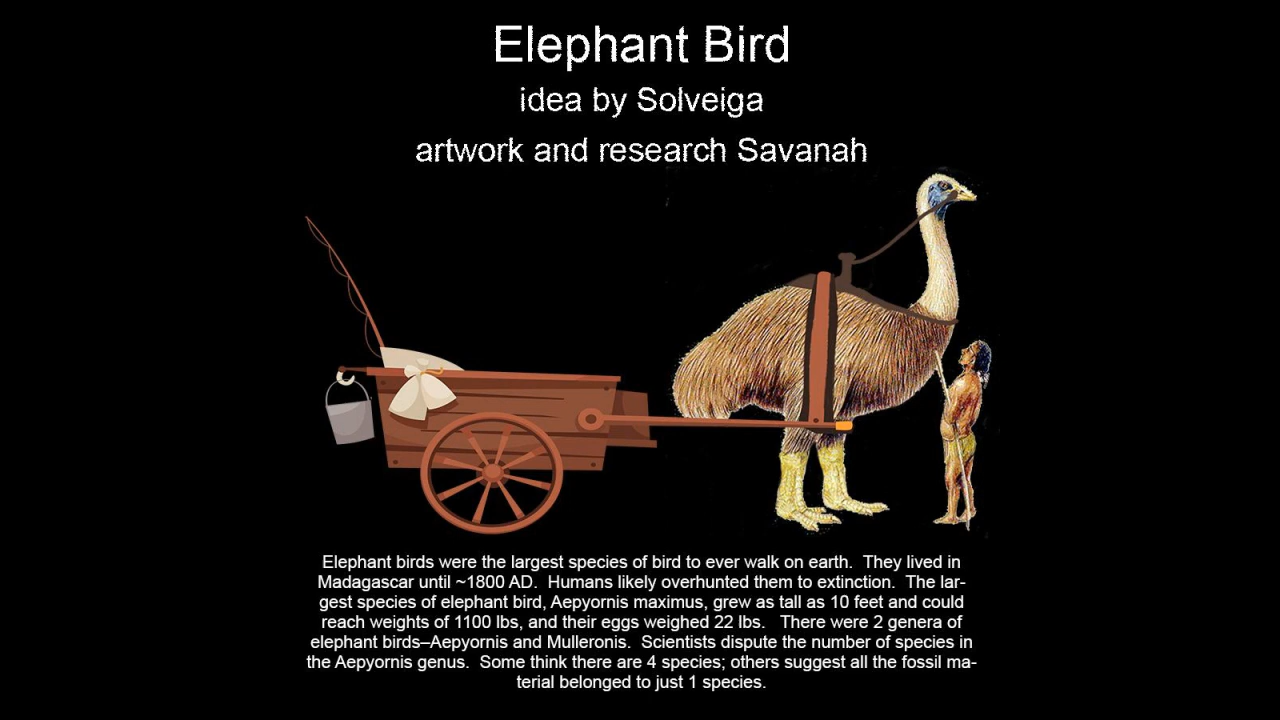 Elephant Bird
idea by Solveiga
artwork and research Savanah
Elephant birds were the largest species of bird to ever walk on earth.  They lived in
Madagascar until ~1800 AD.  Humans likely overhunted them to extinction.  The lar-
gest species of elephant bird, Aepyornis maximus, grew as tall as 10 feet and could
reach weights of 1100 lbs, and their eggs weighed 22 lbs.   There were 2 genera of
elephant birds–Aepyornis and Mulleronis.  Scientists dispute the number of species in
the Aepyornis genus.  Some think there are 4 species; others suggest all the fossil ma-
terial belonged to just 1 species.